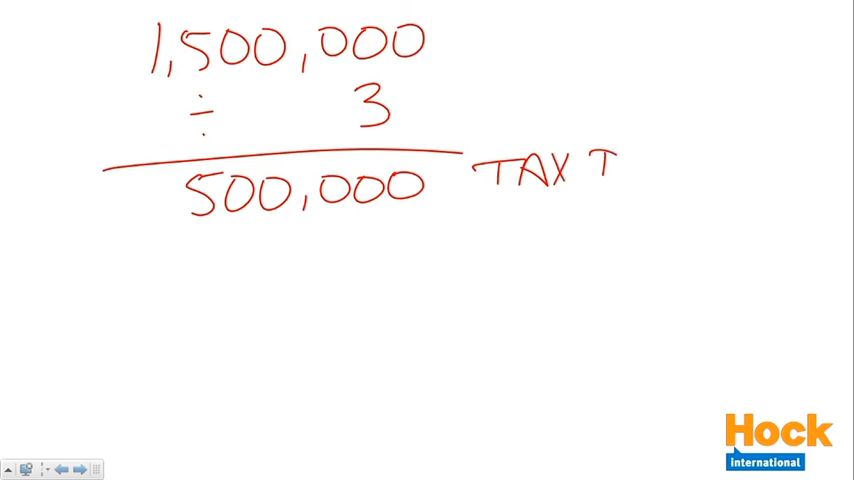 1,500,000
÷ 3
500,000 TAX T
Hock
international